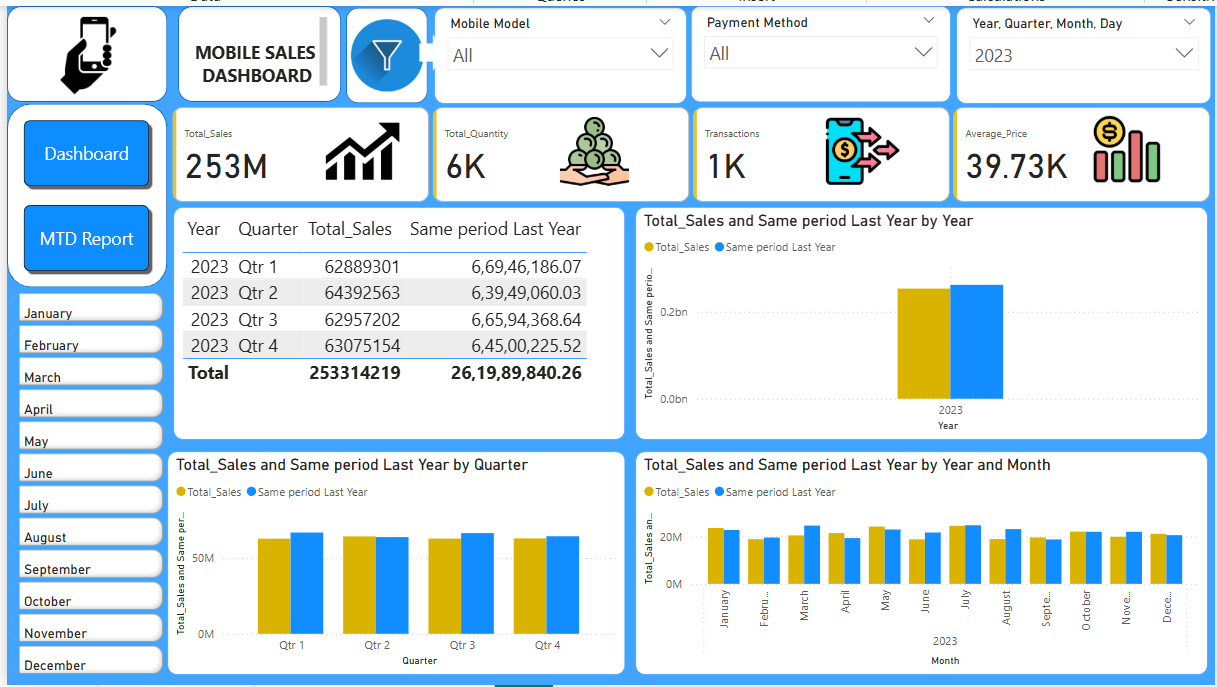 MOBILE SALES
DASHBOARD
Mobile Model
All
Payment Method
All
Year, Quarter, Month, Day
2023
Dashboard
MTD Report
Total_Sales
253M
Total_Quantity
6K
Transactions
1K
Average_Price
39.73K
January
February
March
April
May
June
July
August
September
October
November
December
Year Quarter Total_Sales Same period Last Year
2023 Qtr 1 62889301 6,69,46,186.07
2023 Qtr 2 64392563 6,39,49,060.03
2023 Qtr 3 62957202 6,65,94,368.64
2023 Qtr 4 63075154 6,45,00,225.52
Total 253314219 26,19,89,840.26
Total_Sales and Same period Last Year by Year
Total_Sales Same period Last Year
Total_Sales and Same perio...
0.2bn
0.0bn
2023
Year
Total_Sales and Same period Last Year by Quarter
Total_Sales Same period Last Year
Total_Sales and Same per...
50M
0M
Qtr 1 Qtr 2 Qtr 3 Qtr 4
Quarter
Total_Sales and Same period Last Year by Year and Month
Total_Sales Same period Last Year
Total_Sales an...
20M
0M
January Febru... March April May June July August Septe... October Nove... Dece...
2023
Month